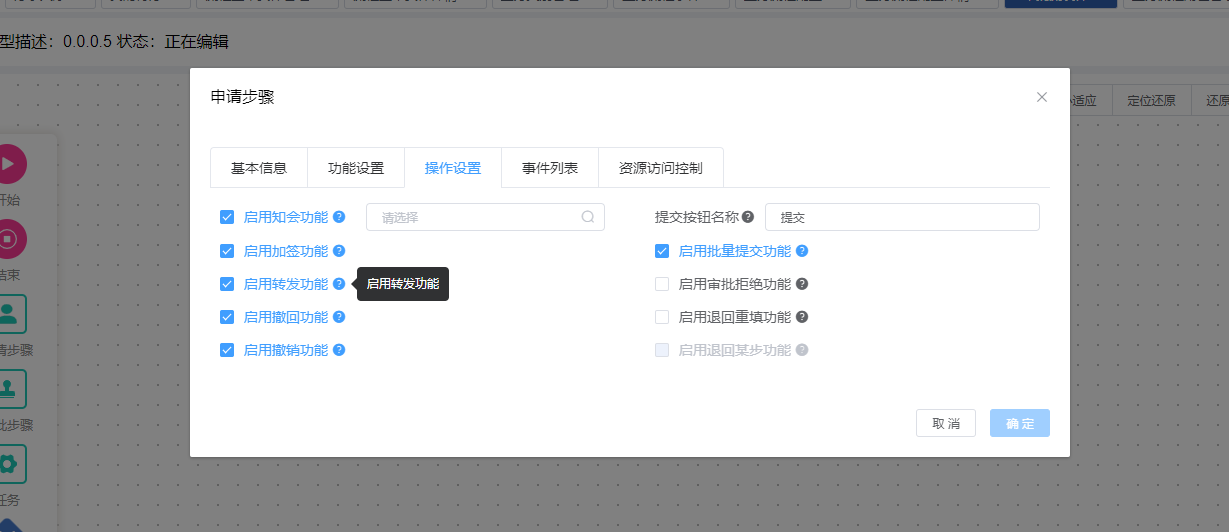 型描述：0.0.0.5 状态：正在编辑
申请步骤
适应
定位还原
还原
基本信息
功能设置
操作设置
事件列表
资源访问控制
启用知会功能
请选择
提交按钮名称
提交
启用加签功能
启用批量提交功能
启用转发功能
启用转发功能
启用审批拒绝功能
启用撤回功能
启用退回重填功能
启用撤销功能
启用退回某步功能
取 消
确 定
开始
结束
请步骤
批步骤
任务